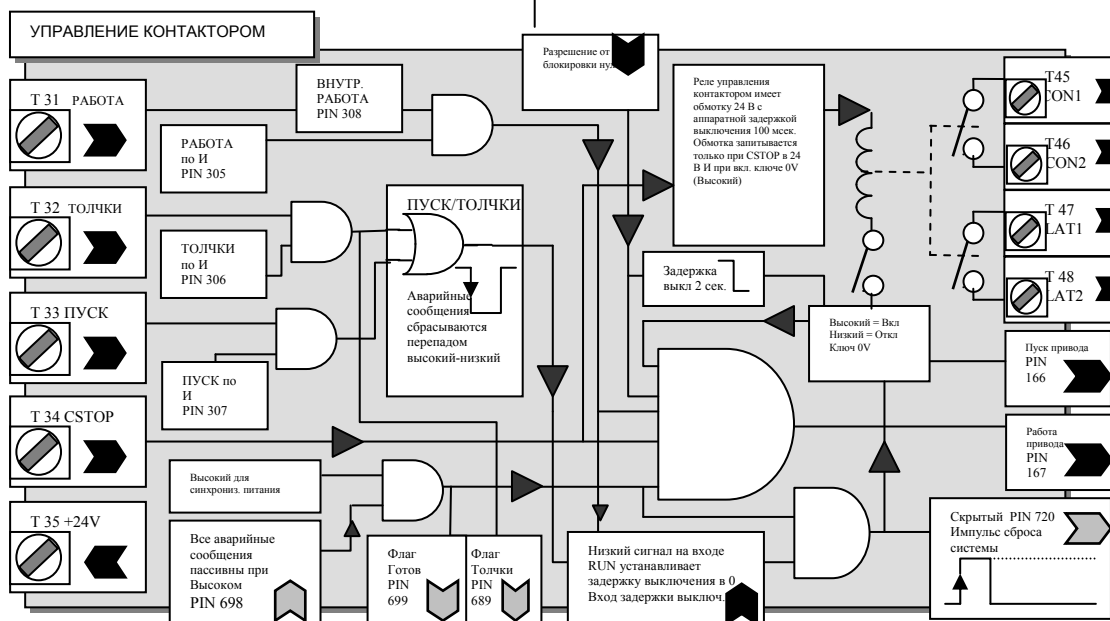 УПРАВЛЕНИЕ КОНТАКТОРОМ
Разрешение от
блокировки
T 31 РАБОТА
ВНУТР.
РАБОТА
PIN 308
РАБОТА
по И
PIN 305
T 32 ТОЛЧКИ
ТОЛЧКИ
по И
PIN 306
T 33 ПУСК
ПУСК по
И
PIN 307
T 34 CSTOP
T 35 +24V
ПУСК/ТОЛЧКИ
Аварийные
сообщения
сбрасываются
перепадом
высокий-низкий
Реле управления
контактором имеет
обмотку 24 В с
аппаратной задержкой
выключения 100 мсек.
Обмотка запитывается
только при CSTOP в 24
В И при вкл. ключе 0V
(Высокий)
Задержка
выкл 2 сек.
Высокий = Вкл
Низкий = Откл
Ключ 0V
T45
CON1
T46
CON2
T 47
LAT1
T 48
LAT2
Пуск привода
PIN
166
Работа
привода
PIN
167
Высокий для
синхрониз. питания
Все аварийные
сообщения
пассивны при
Высоком
PIN 698
Флаг
Готов
PIN
699
Флаг
Толчки
PIN
689
Низкий сигнал на входе
RUN устанавливает
задержку выключения в 0
Вход задержки выключ.
Скрытый PIN 720
Импульс сброса
системы